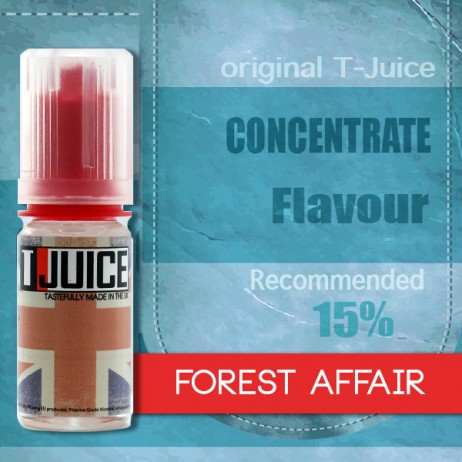 original T-Juice
CONCENTRATE
Flavour
Recommended
15%
FOREST AFFAIR
T JUICE
TASTEFULLY MADE IN THE UK